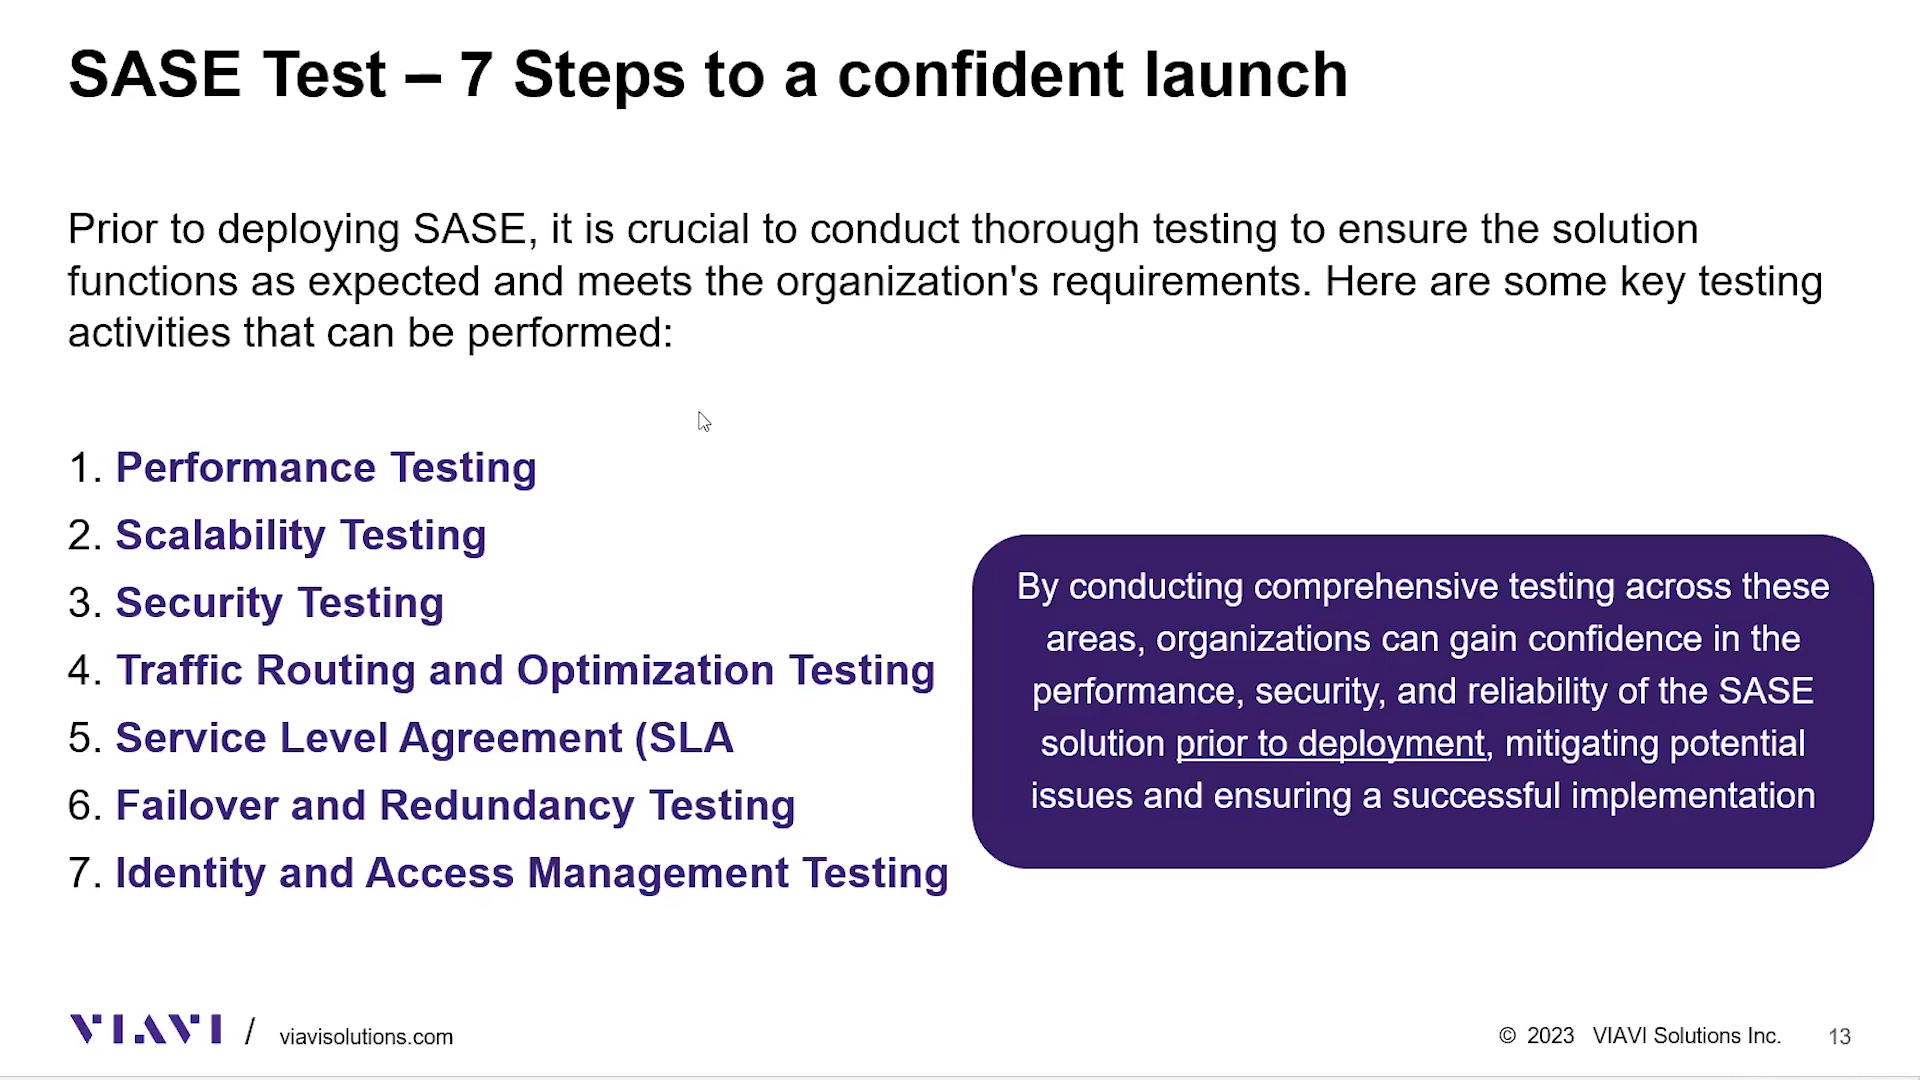 SASE Test – 7 Steps to a confident launch
Prior to deploying SASE, it is crucial to conduct thorough testing to ensure the solution
functions as expected and meets the organization's requirements. Here are some key testing
activities that can be performed:
1. Performance Testing
2. Scalability Testing
3. Security Testing
4. Traffic Routing and Optimization Testing
5. Service Level Agreement (SLA
6. Failover and Redundancy Testing
7. Identity and Access Management Testing
By conducting comprehensive testing across these
areas, organizations can gain confidence in the
performance, security, and reliability of the SASE
solution prior to deployment, mitigating potential
issues and ensuring a successful implementation
VIAVI / viavisolutions.com
© 2023 VIAVI Solutions Inc. 13